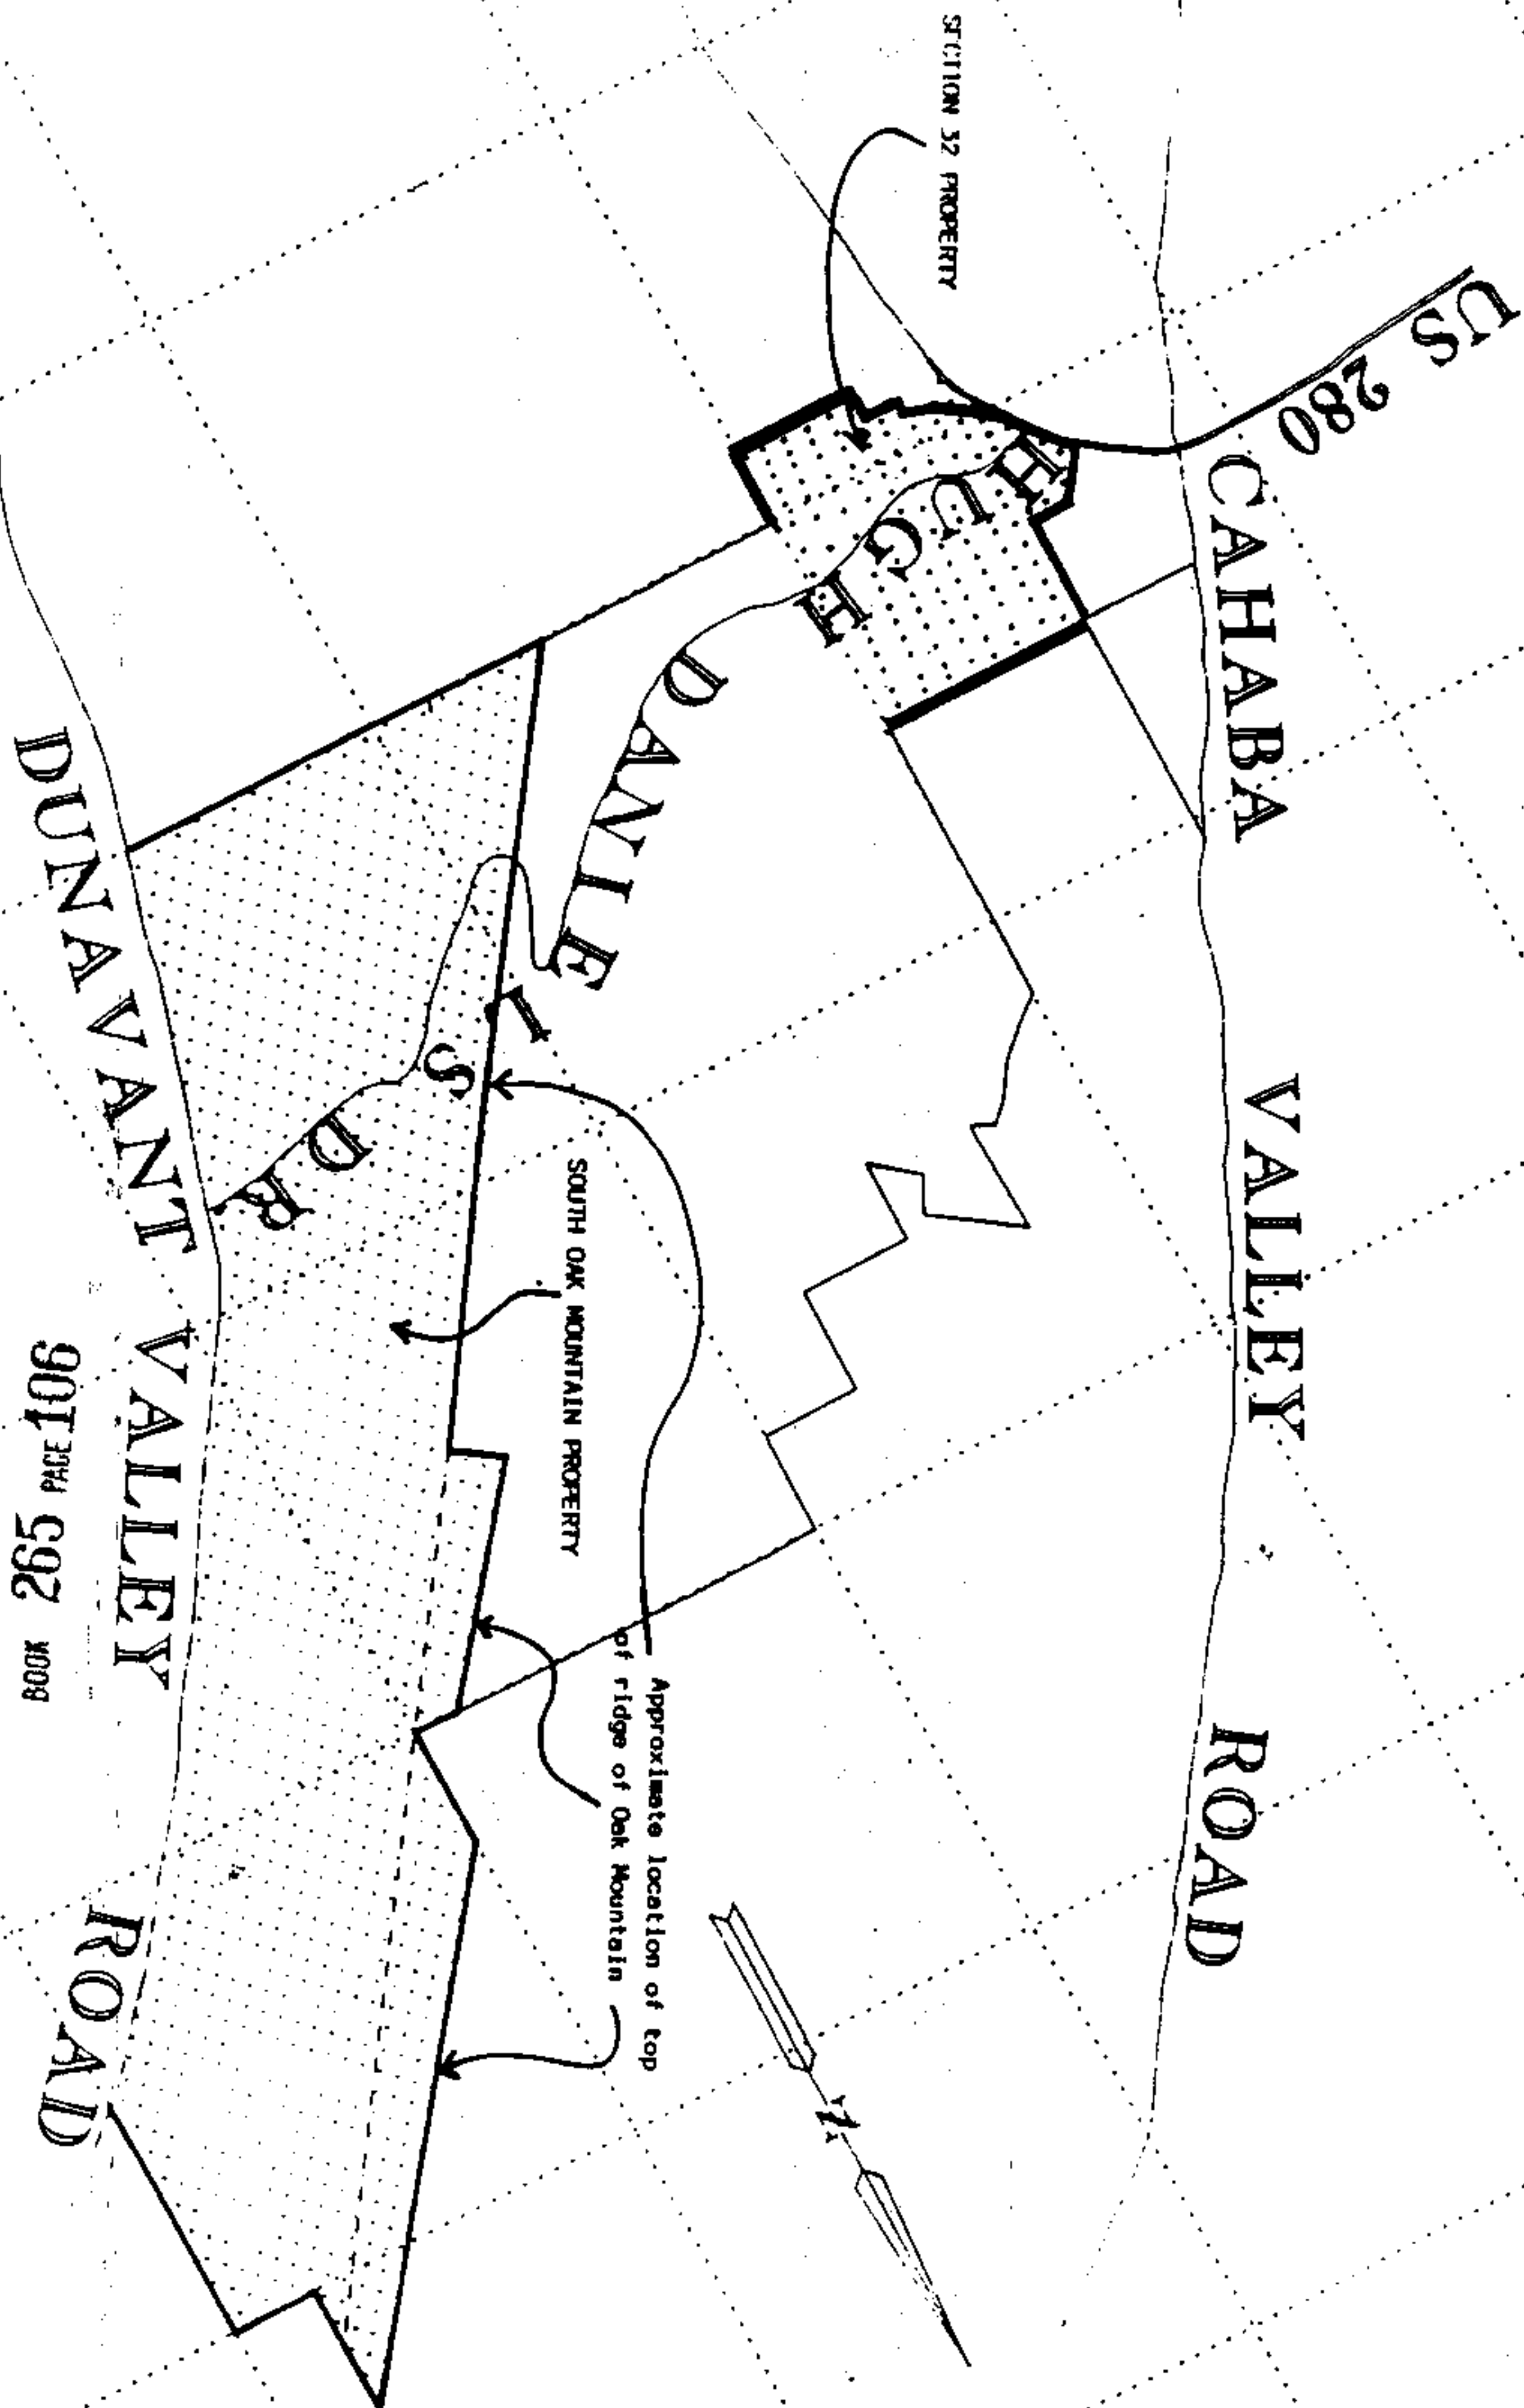 US 280
CAHABA VALLEY ROAD
SECTION 32 PROPERTY
HUGH DANIEL DR
Approximate location of top
of ridge of Oak Mountain
SOUTH OAK MOUNTAIN PROPERTY
DUNAVANT VALLEY ROAD
N
BOOK 265 PAGE 106